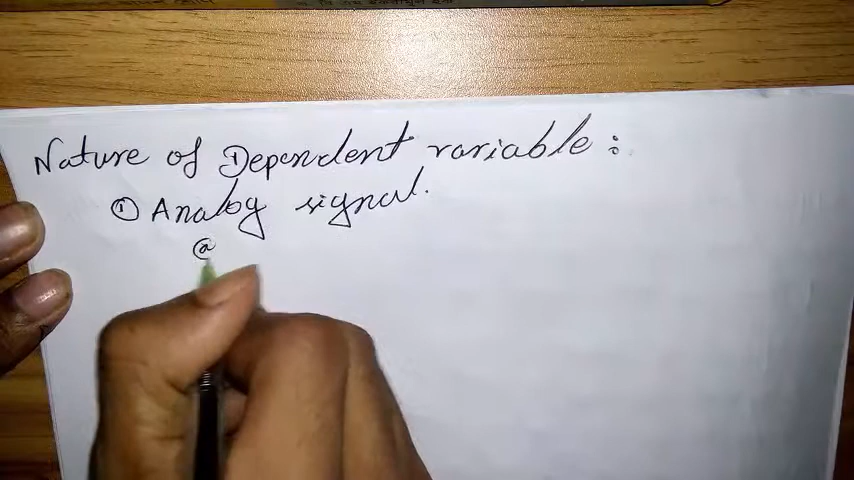 Nature of Dependent variable :
① Analog signal.
ⓐ